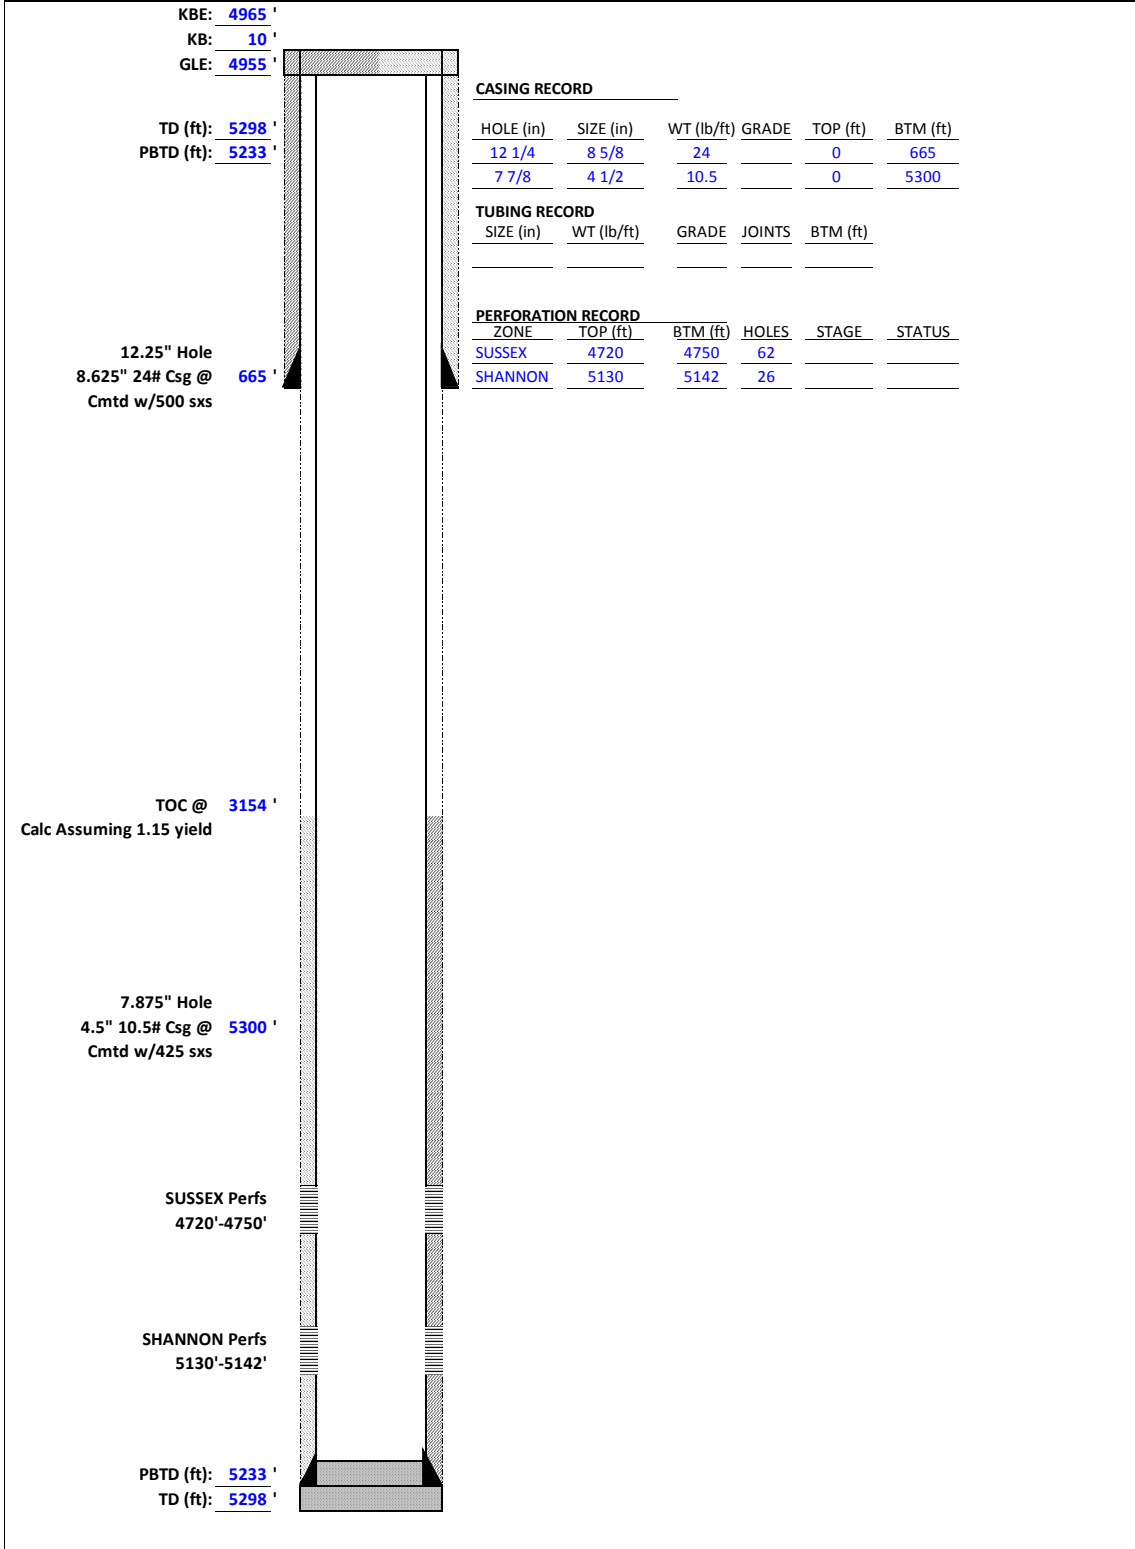 KBE: 4965 '
KB: 10 '
GLE: 4955 '
CASING RECORD
TD (ft): 5298 ' HOLE (in) SIZE (in) WT (lb/ft) GRADE TOP (ft) BTM (ft)
PBTD (ft): 5233 ' 12 1/4 8 5/8 24 0 665
7 7/8 4 1/2 10.5 0 5300
TUBING RECORD
SIZE (in) WT (lb/ft) GRADE JOINTS BTM (ft)
PERFORATION RECORD
ZONE TOP (ft) BTM (ft) HOLES STAGE STATUS
12.25" Hole SUSSEX 4720 4750 62
8.625" 24# Csg @ 665 ' SHANNON 5130 5142 26
Cmtd w/500 sxs
TOC @ 3154 '
Calc Assuming 1.15 yield
7.875" Hole
4.5" 10.5# Csg @ 5300 '
Cmtd w/425 sxs
SUSSEX Perfs
4720'-4750'
SHANNON Perfs
5130'-5142'
PBTD (ft): 5233 '
TD (ft): 5298 '